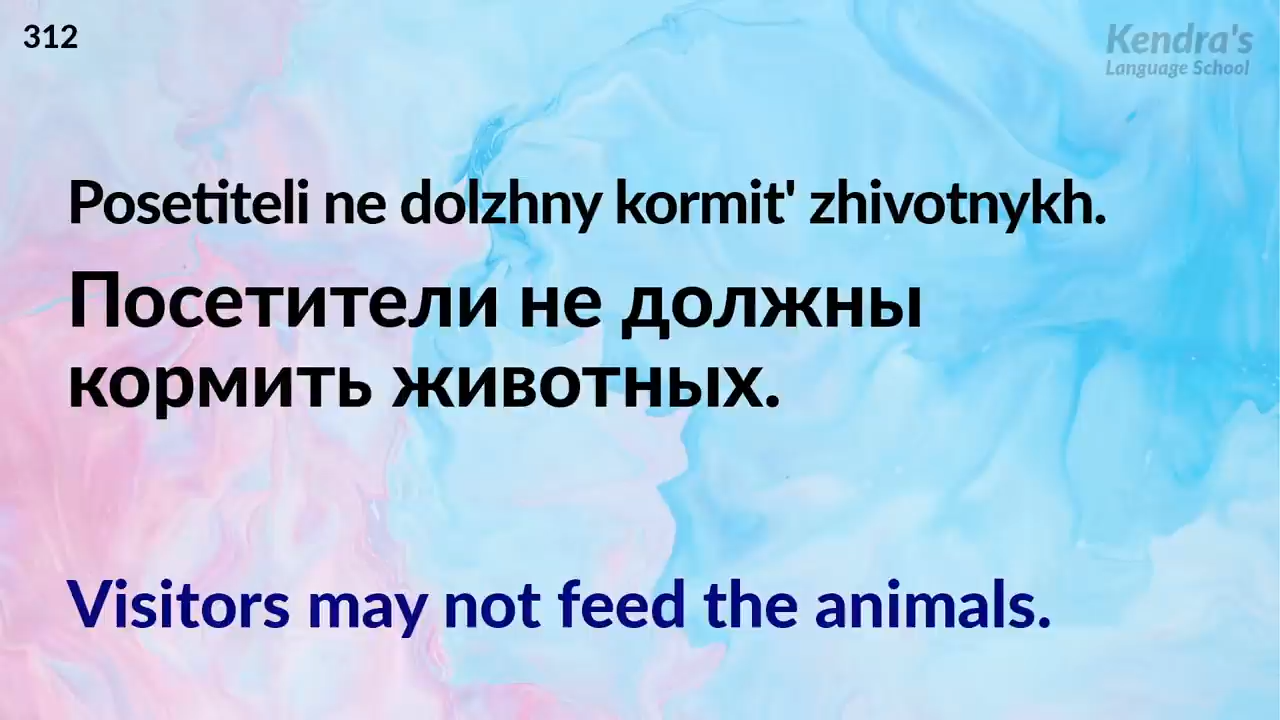 312
Kendra's
Language School
Posetiteli ne dolzhny kormit' zhivotnykh.
Посетители не должны
кормить животных.
Visitors may not feed the animals.